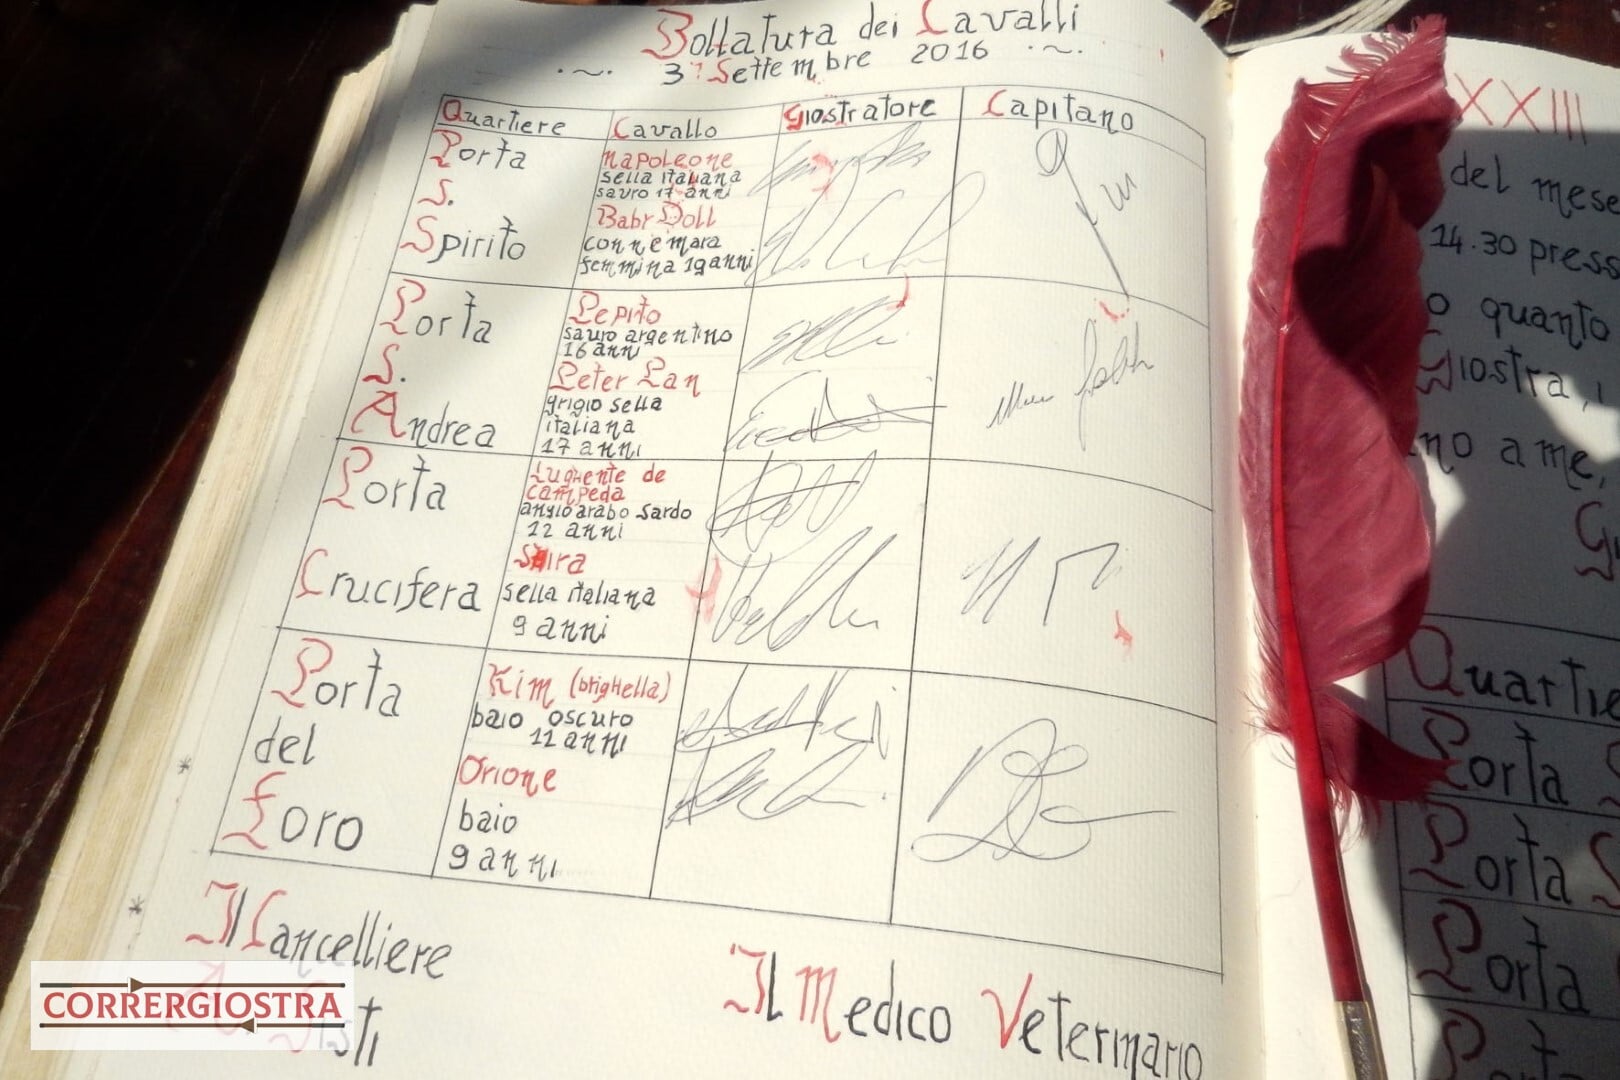 Bollatura dei Cavalli
3 Settembre 2016
Quartiere Cavallo Giostratore Capitano
Porta
S.
Spirito
Napoleone
sella italiana
sauro 17 anni
Baby Doll
connemara
femmina 19 anni
Porta
S.
Andrea
Pepito
sauro argentino
16 anni
Peter Pan
grigio sella
italiana
17 anni
Porta
Crucifera
Lughente de
campeda
anglo arabo sardo
12 anni
sella italiana
9 anni
Porta
del
Foro
Kim (brighella)
baio oscuro
11 anni
Orione
baio
9 anni
Il Cancelliere
Il Medico Veterinario
CORRERGIOSTRA
XXIII
del mese
14.30 press
o quanto
Giostra,
no a me,
Quartie
Porta S
Porta S
Porta